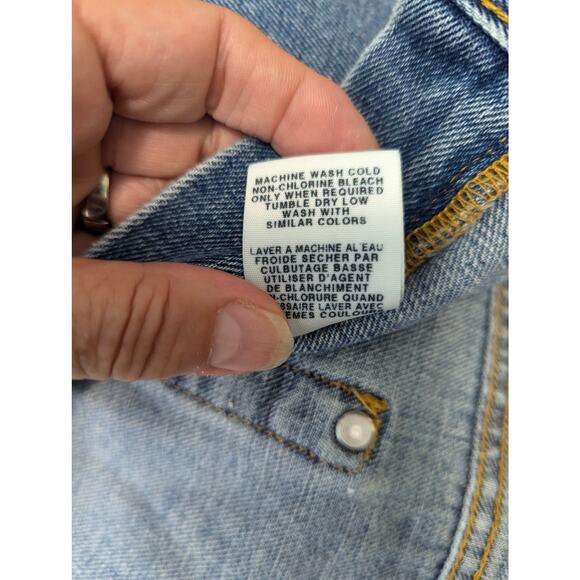 MACHINE WASH COLD
NON-CHLORINE BLEACH
ONLY WHEN REQUIRED
TUMBLE DRY LOW
WASH WITH
SIMILAR COLORS
LAVER A MACHINE AL'EAU
FROIDE SECHER PAR
CULBUTAGE BASSE
UTILISER D'AGENT
DE BLANCHIMENT
QUAND
LAVER AVEC